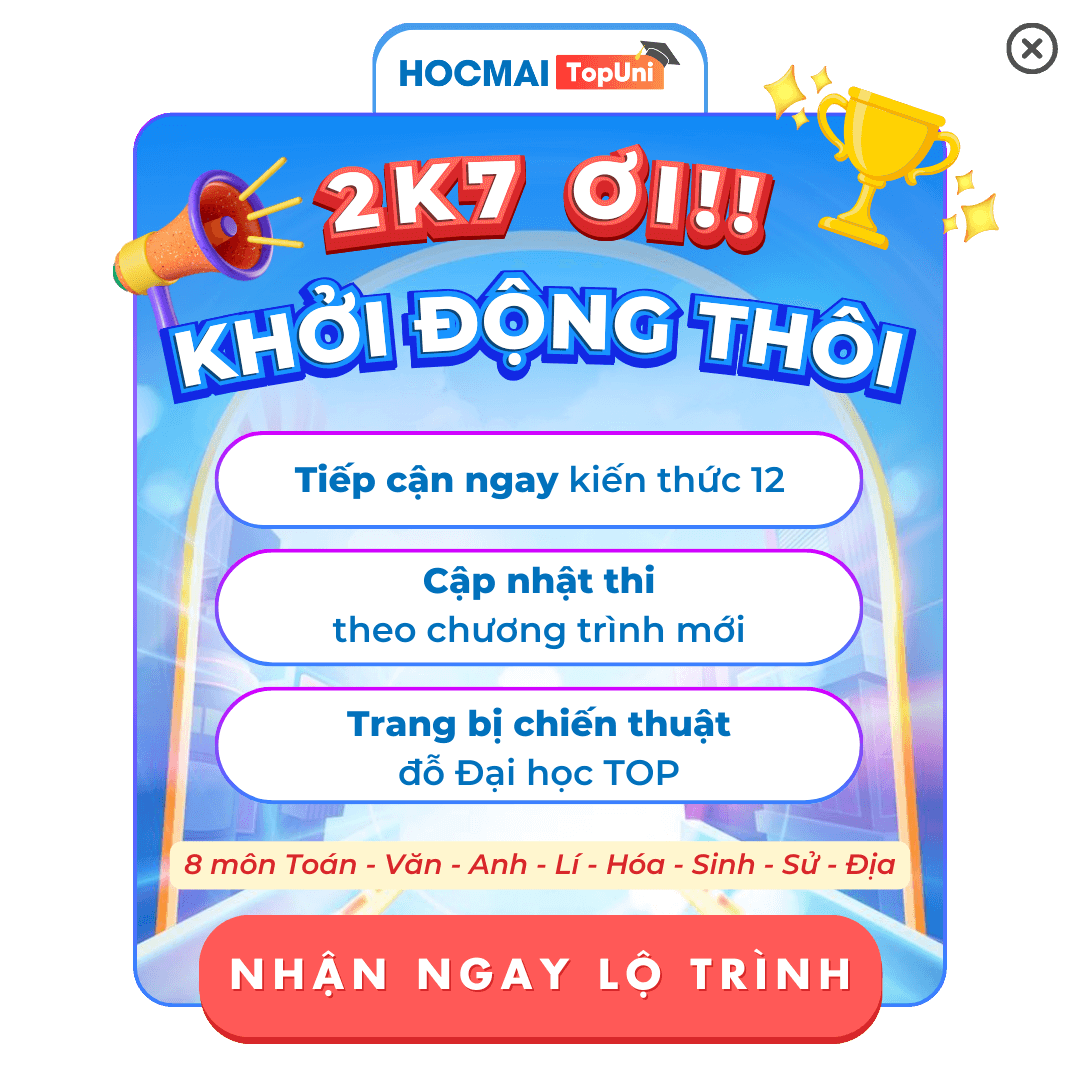 HOCMAI TopUni
2K7 ƠI!!
KHỞI ĐỘNG THÔI
Tiếp cận ngay kiến thức 12
Cập nhật thi
theo chương trình mới
Trang bị chiến thuật
đỗ Đại học TOP
8 môn Toán - Văn - Anh - Lí - Hóa - Sinh - Sử - Địa
NHẬN NGAY LỘ TRÌNH